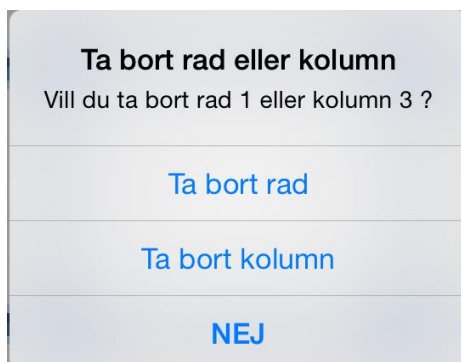 Ta bort rad eller kolumn
Vill du ta bort rad 1 eller kolumn 3 ?
Ta bort rad
Ta bort kolumn
NEJ